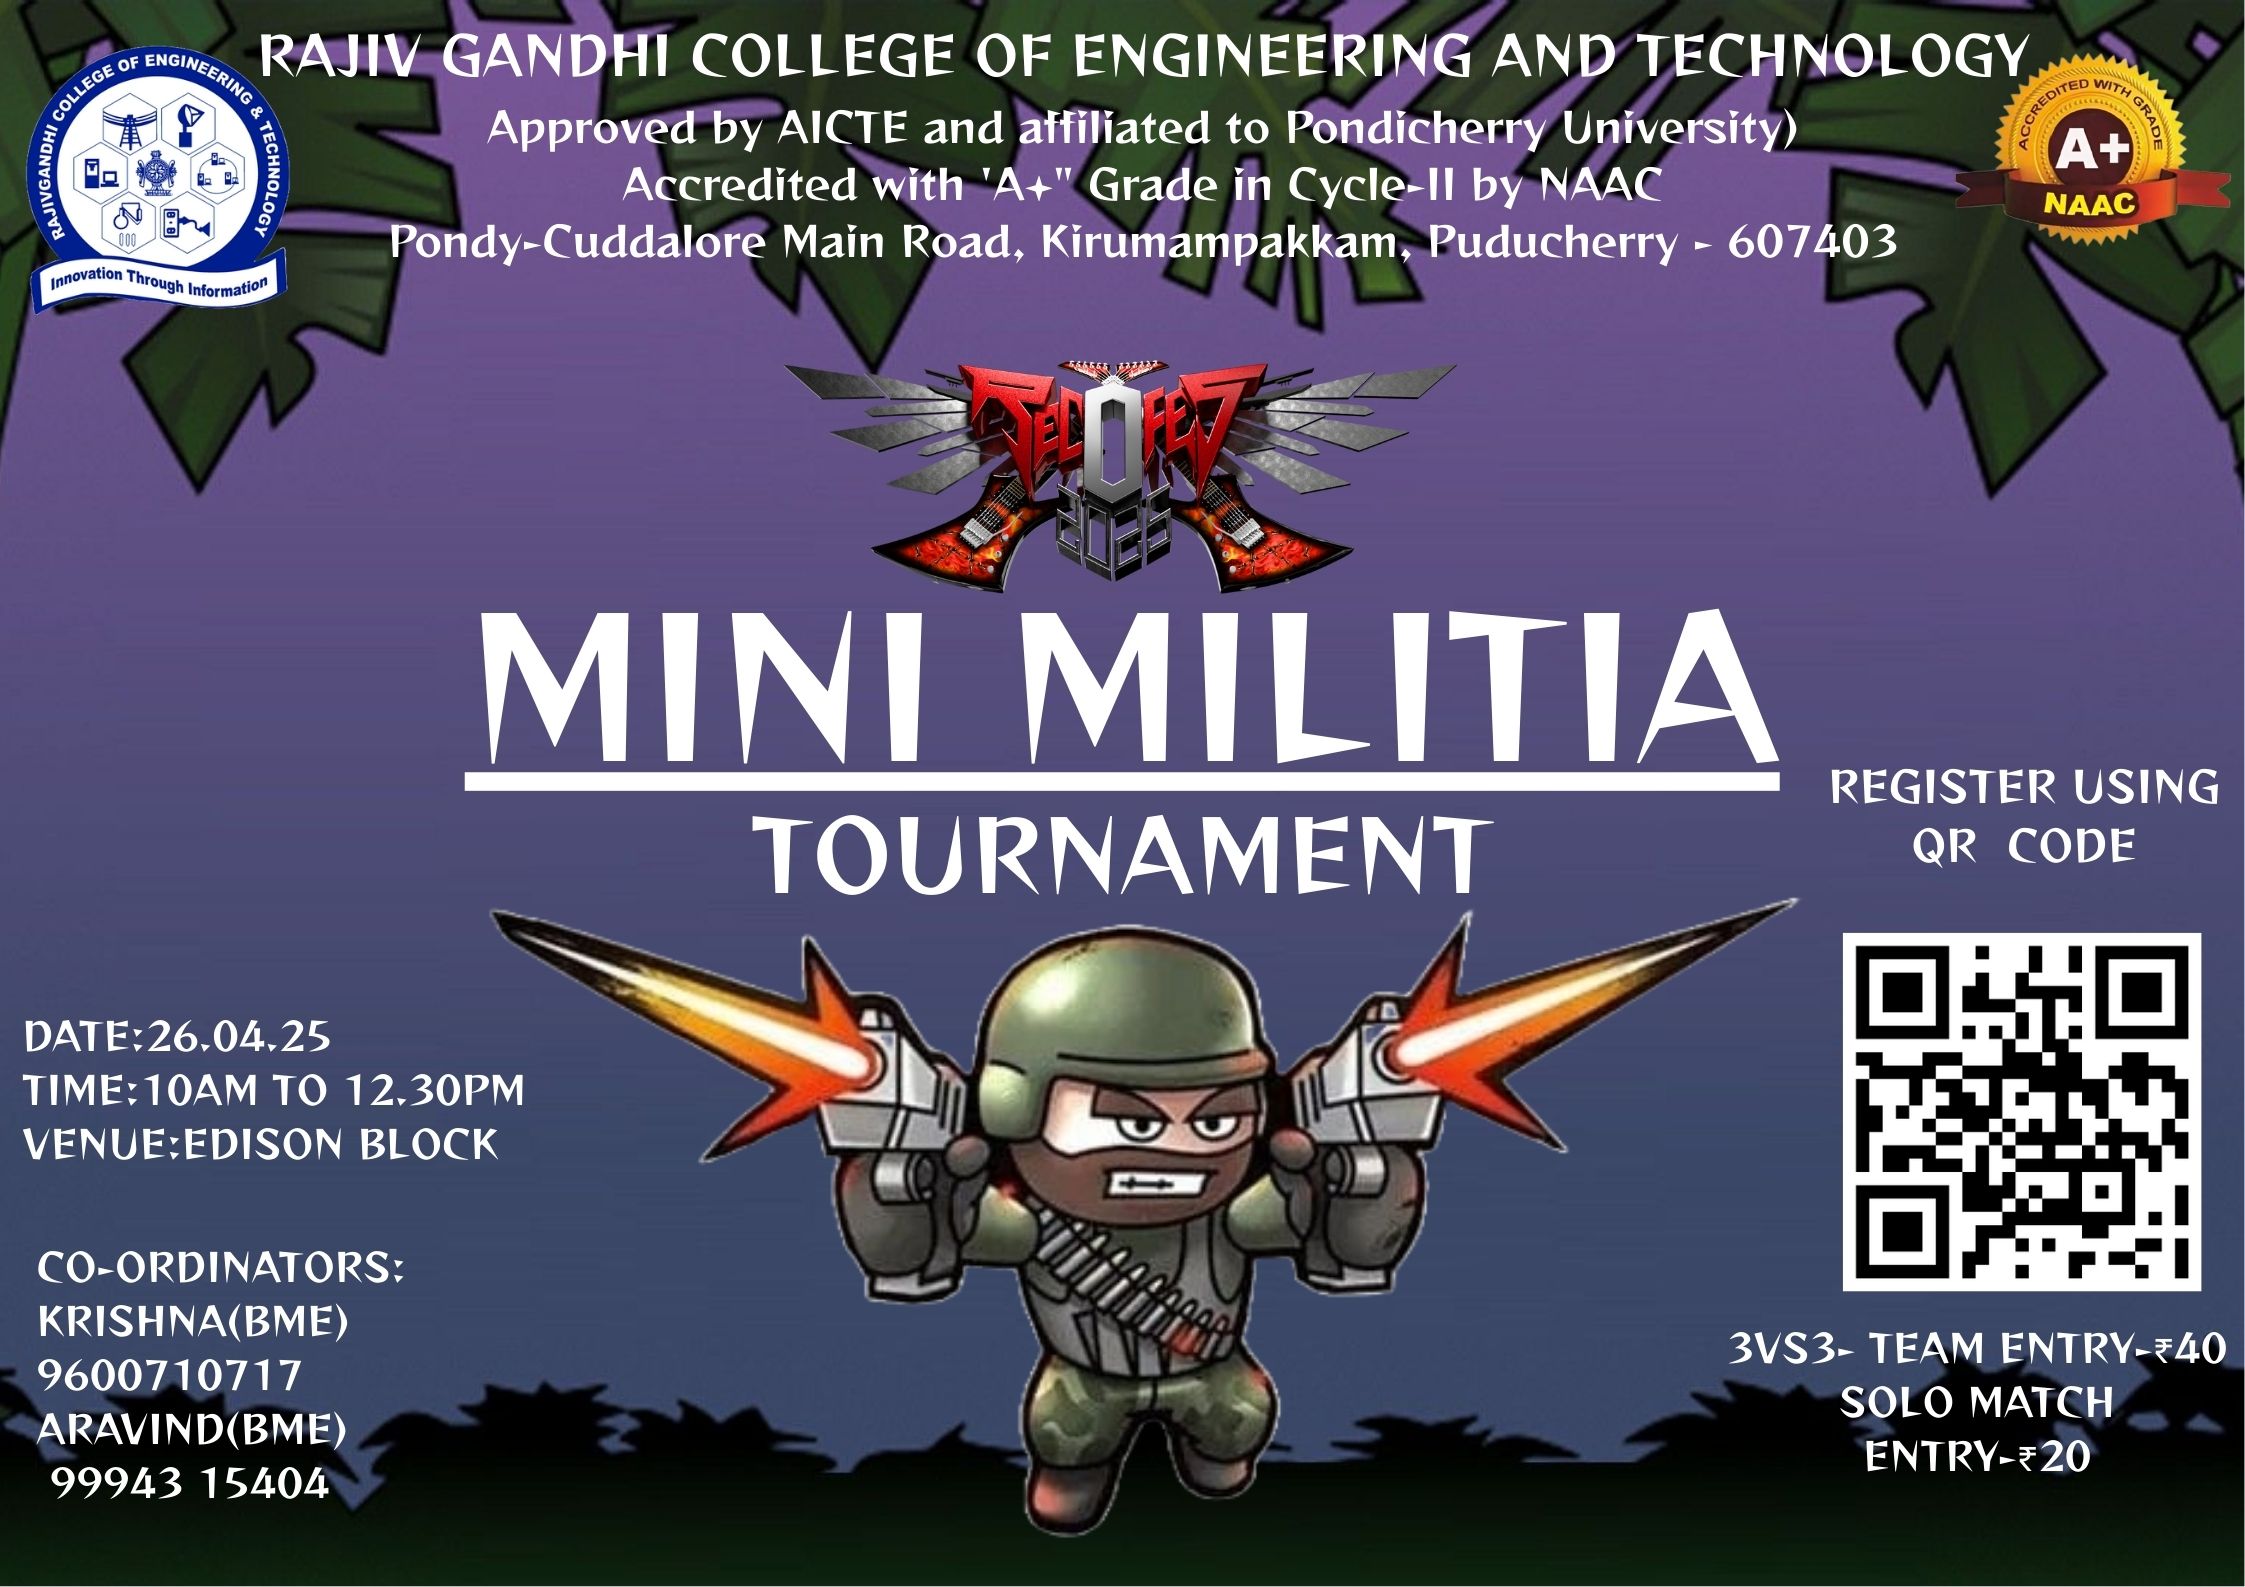 RAJIV GANDHI COLLEGE OF ENGINEERING AND TECHNOLOGY
Approved by AICTE and affiliated to Pondicherry University)
Accredited with 'A+" Grade in Cycle-II by NAAC
Pondy-Cuddalore Main Road, Kirumampakkam, Puducherry - 607403
RAJIVGANDHI COLLEGE OF ENGINEERING & TECHNOLOGY
Innovation Through Information
ACCREDITED WITH GRADE
A+
NAAC
RECOFES
2025
MINI MILITIA
TOURNAMENT
REGISTER USING
QR CODE
DATE:26.04.25
TIME:10AM TO 12.30PM
VENUE:EDISON BLOCK
CO-ORDINATORS:
KRISHNA(BME)
9600710717
ARAVIND(BME)
99943 15404
3VS3- TEAM ENTRY-₹40
SOLO MATCH
ENTRY-₹20